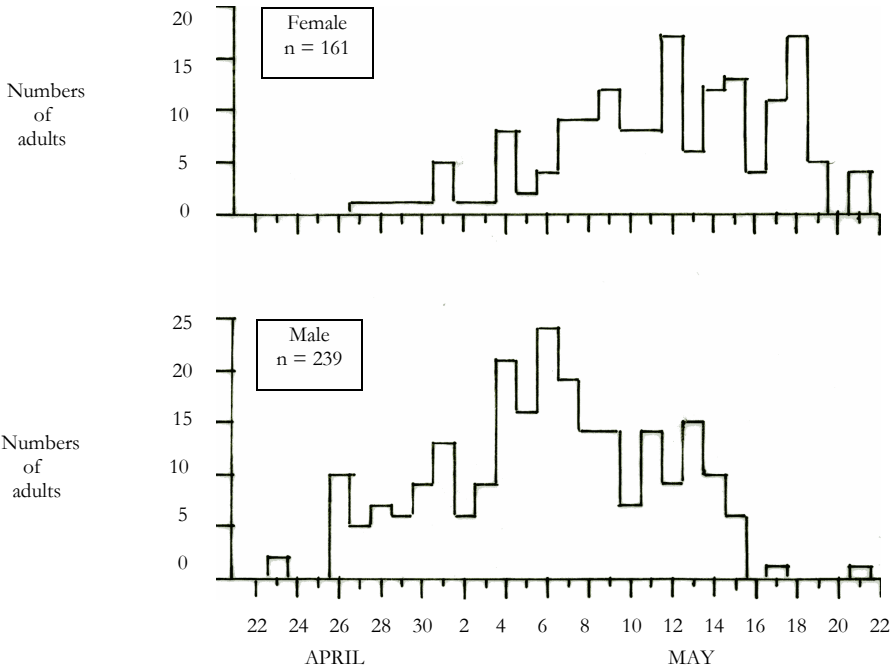 20
Female
n = 161
15
Numbers
of
adults
10
5
0
25
Male
n = 239
20
15
Numbers
of
adults
10
5
0
22 24 26 28 30 2 4 6 8 10 12 14 16 18 20 22
APRIL MAY